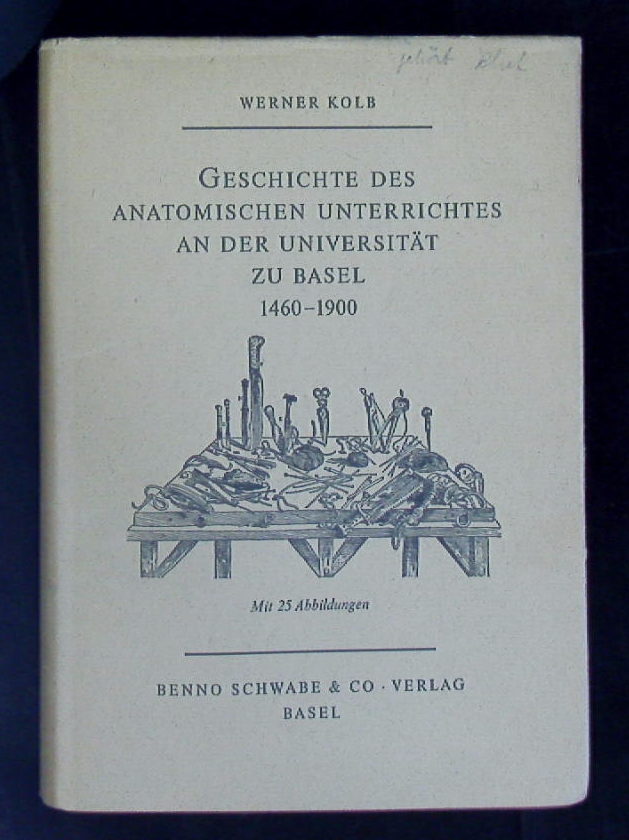 gehört
WERNER KOLB
GESCHICHTE DES
ANATOMISCHEN UNTERRICHTES
AN DER UNIVERSITÄT
ZU BASEL
1460–1900
Mit 25 Abbildungen
BENNO SCHWABE & CO · VERLAG
BASEL